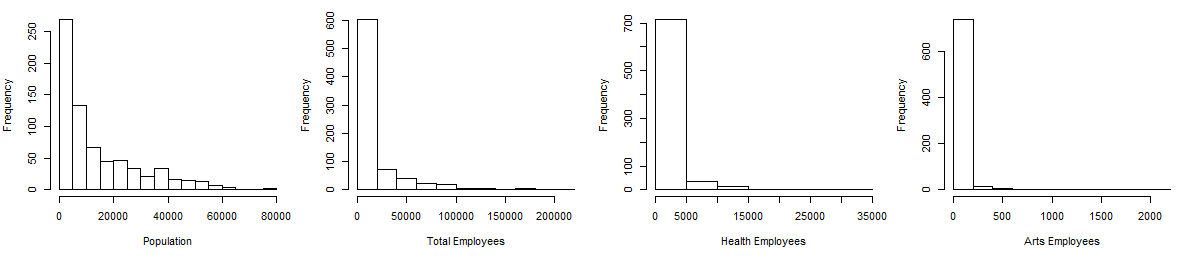 Frequency
0 50 100 150 200 250
0 20000 40000 60000 80000
Population
Frequency
0 100 200 300 400 500 600
0 50000 100000 150000 200000
Total Employees
Frequency
0 100 300 500 700
0 5000 15000 25000 35000
Health Employees
Frequency
0 200 400 600
0 500 1000 1500 2000
Arts Employees